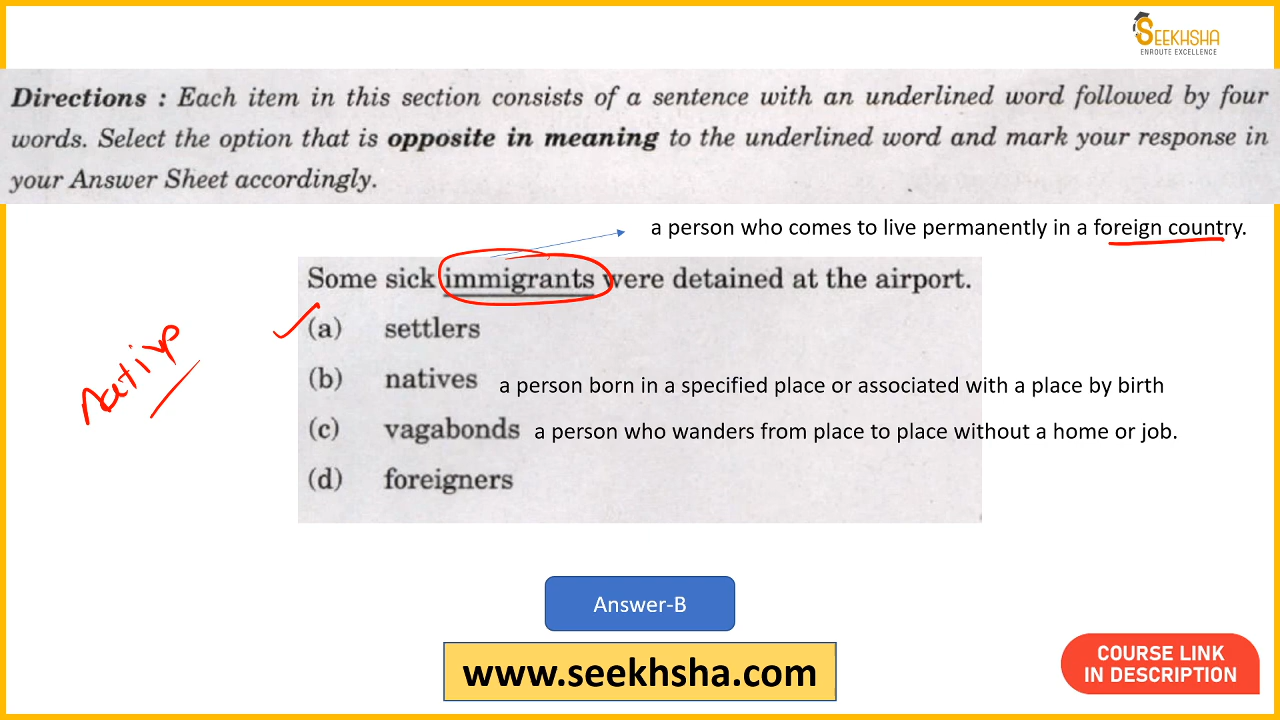 SEEKHSHA
ENROUTE EXCELLENCE
Directions : Each item in this section consists of a sentence with an underlined word followed by four
words. Select the option that is opposite in meaning to the underlined word and mark your response in
your Answer Sheet accordingly.
a person who comes to live permanently in a foreign country.
Some sick immigrants were detained at the airport.
(a) settlers
(b) natives a person born in a specified place or associated with a place by birth
(c) vagabonds a person who wanders from place to place without a home or job.
(d) foreigners
Native
Answer-B
www.seekhsha.com
COURSE LINK
IN DESCRIPTION